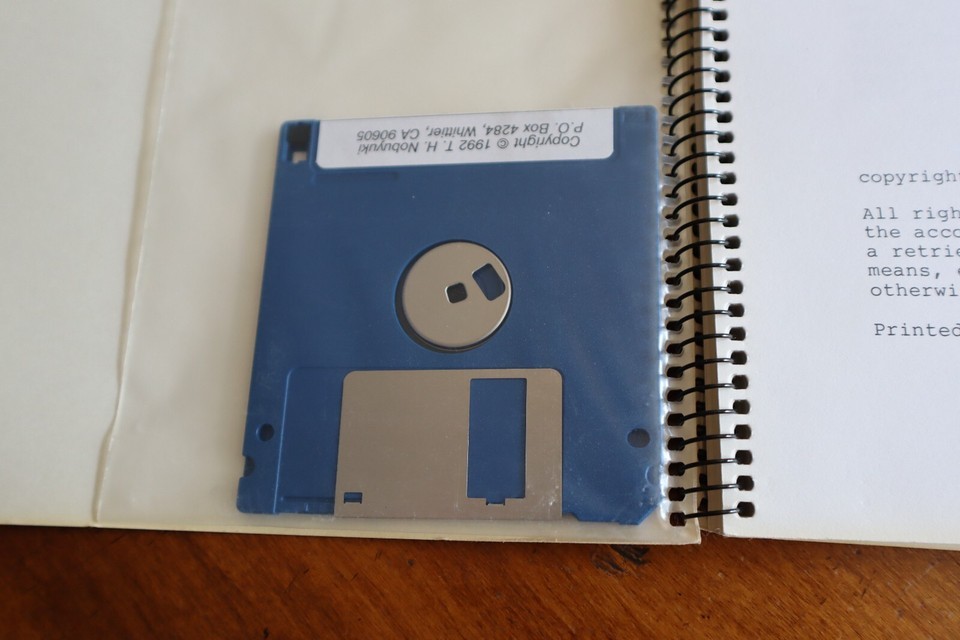 Copyright © 1992 T. H. Nobuyuki
P.O. Box 4284, Whittier, CA 90605
copyright
All righ
the acco
a retrie
means, e
otherwi
Printed